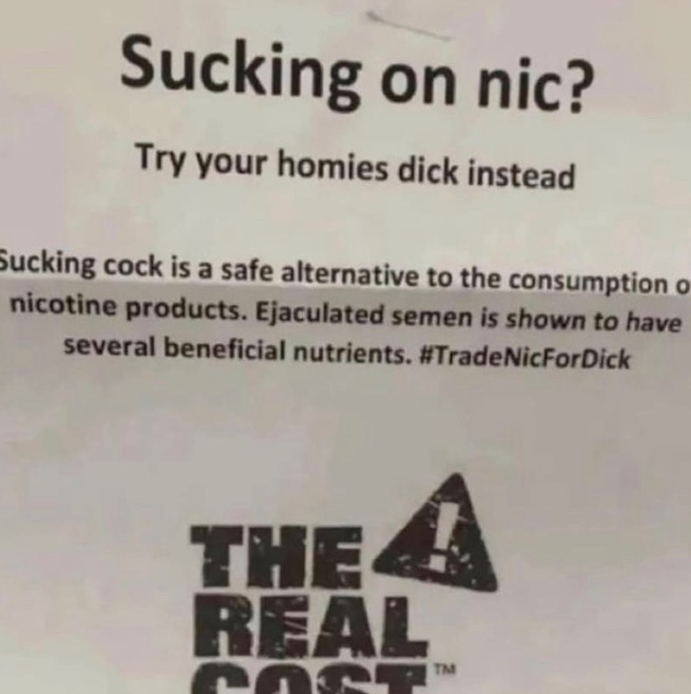 Sucking on nic?
Try your homies dick instead
Sucking cock is a safe alternative to the consumption o
nicotine products. Ejaculated semen is shown to have
several beneficial nutrients. #TradeNicForDick
THE
REAL
COST ™